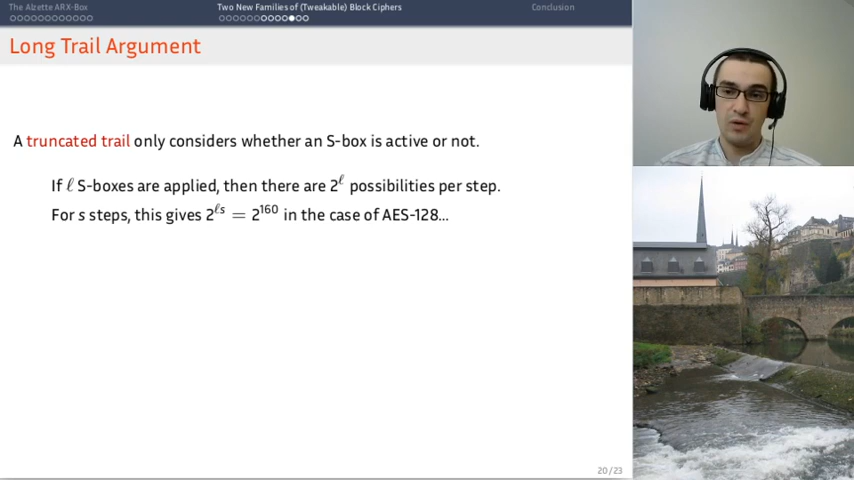 The Alzette ARX-Box
Two New Families of (Tweakable) Block Ciphers
Conclusion
Long Trail Argument
A truncated trail only considers whether an S-box is active or not.
If ℓ S-boxes are applied, then there are 2^ℓ possibilities per step.
For s steps, this gives 2^ℓs = 2^160 in the case of AES-128...
20/23